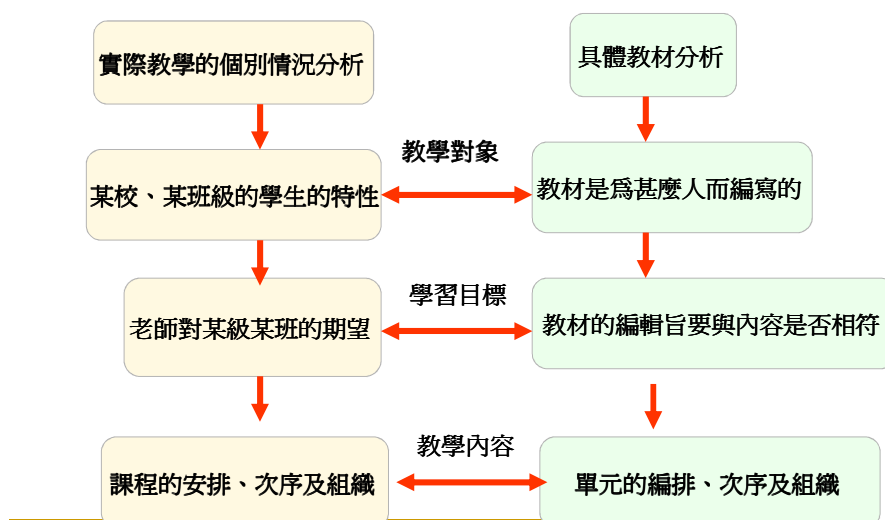 實際教學的個別情況分析
具體教材分析
教學對象
某校、某班級的學生的特性
教材是爲甚麼人而編寫的
學習目標
老師對某級某班的期望
教材的編輯旨要與內容是否相符
教學內容
課程的安排、次序及組織
單元的編排、次序及組織